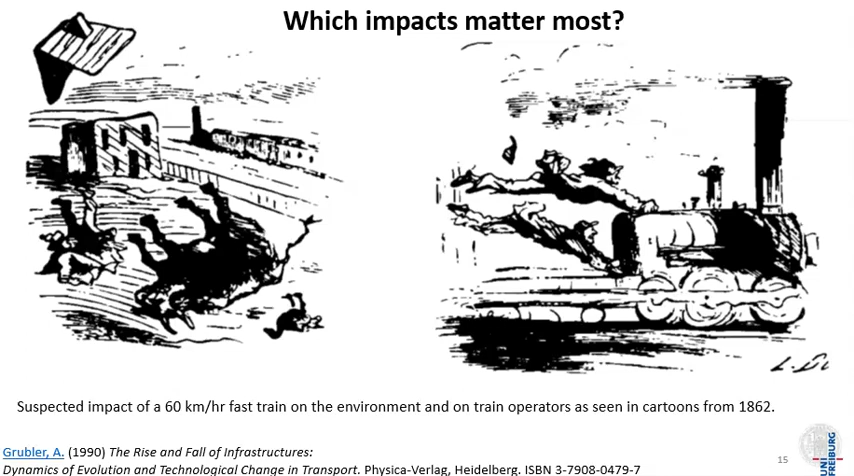 Which impacts matter most?
Suspected impact of a 60 km/hr fast train on the environment and on train operators as seen in cartoons from 1862.
Grubler, A. (1990) The Rise and Fall of Infrastructures:
Dynamics of Evolution and Technological Change in Transport. Physica-Verlag, Heidelberg. ISBN 3-7908-0479-7
15
UNI
FREIBURG